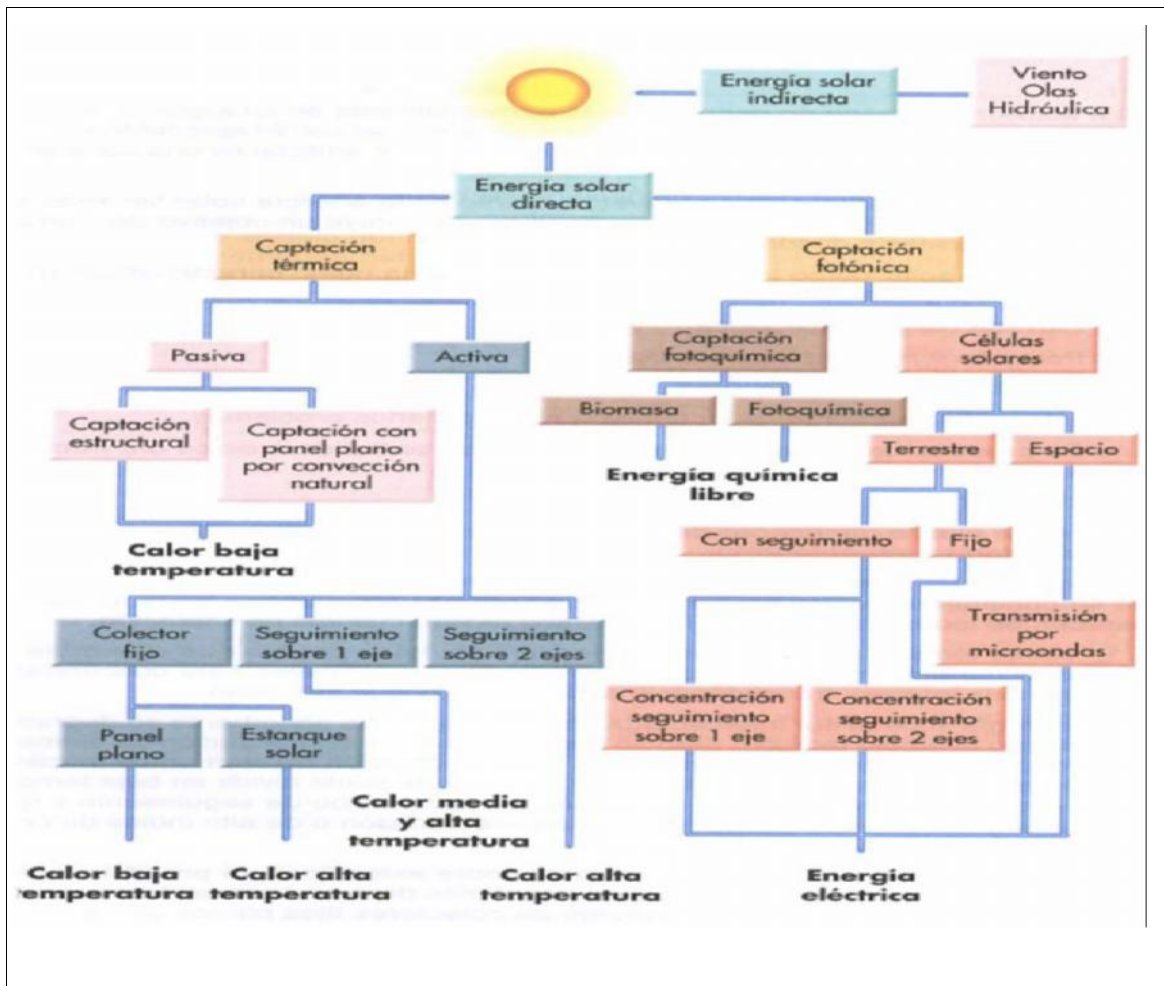 Energía solar
indirecta
Viento
Olas
Hidráulica
Energía solar
directa
Captación
térmica
Captación
fotónica
Pasiva
Activa
Captación
fotoquímica
Células
solares
Captación
estructural
Captación con
panel plano
por convección
natural
Biomasa
Fotoquímica
Terrestre
Espacio
Energía química
libre
Calor baja
temperatura
Con seguimiento
Fijo
Colector
fijo
Seguimiento
sobre 1 eje
Seguimiento
sobre 2 ejes
Transmisión
por
microondas
Panel
plano
Estanque
solar
Concentración
seguimiento
sobre 1 eje
Concentración
seguimiento
sobre 2 ejes
Calor media
y alta
temperatura
Calor baja
temperatura
Calor alta
temperatura
Calor alta
temperatura
Energía
eléctrica